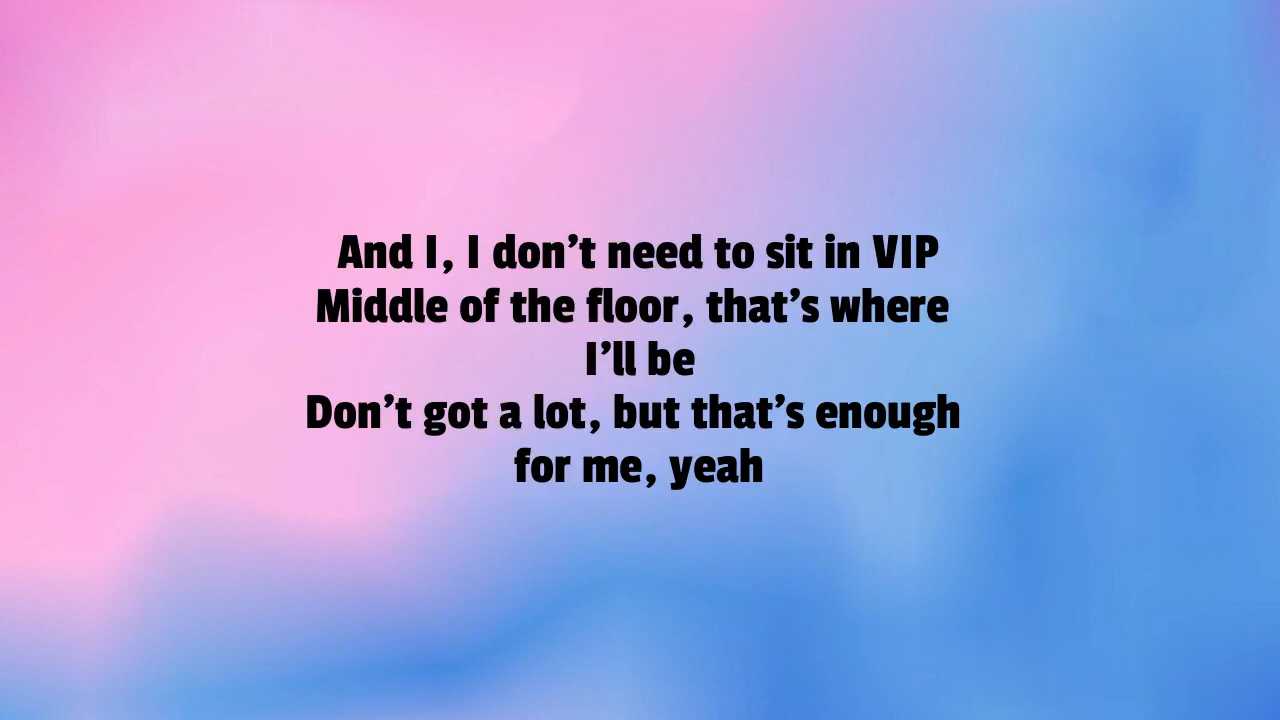 And I, I don't need to sit in VIP
Middle of the floor, that's where
I'll be
Don't got a lot, but that's enough
for me, yeah